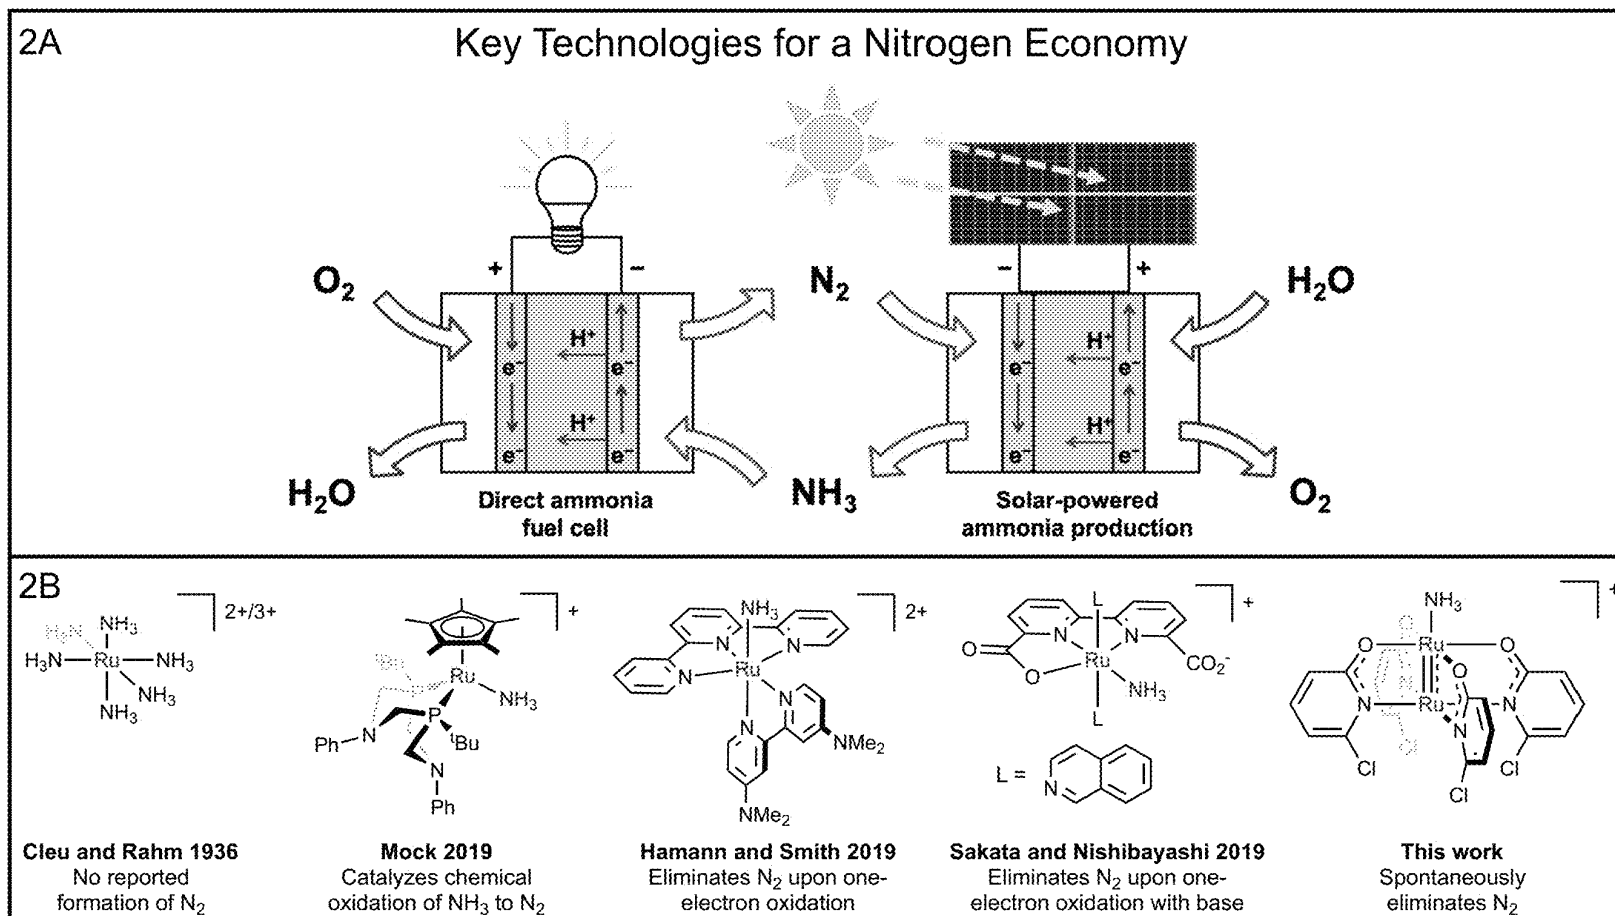 2A
Key Technologies for a Nitrogen Economy
+
−
−
+
O₂
N₂
H₂O
H⁺
e⁻
e⁻
H⁺
e⁻
e⁻
H⁺
e⁻
e⁻
H⁺
e⁻
e⁻
H₂O
NH₃
O₂
Direct ammonia
fuel cell
Solar-powered
ammonia production
2B
2+/3+
H₃N
NH₃
H₃N
Ru
NH₃
NH₃
NH₃
+
ᵗBu
P
Ru
NH₃
P
ᵗBu
Ph
N
N
Ph
2+
NH₃
N
N
Ru
N
N
N
NMe₂
NMe₂
+
L
N
N
O
O
Ru
CO₂⁻
NH₃
L
L =
N
+
NH₃
O
O
Ru
O
O
N
N
Ru
N
N
Cl
Cl
Cl
Cl
Cleu and Rahm 1936
No reported
formation of N₂
Mock 2019
Catalyzes chemical
oxidation of NH₃ to N₂
Hamann and Smith 2019
Eliminates N₂ upon one-
electron oxidation
Sakata and Nishibayashi 2019
Eliminates N₂ upon one-
electron oxidation with base
This work
Spontaneously
eliminates N₂